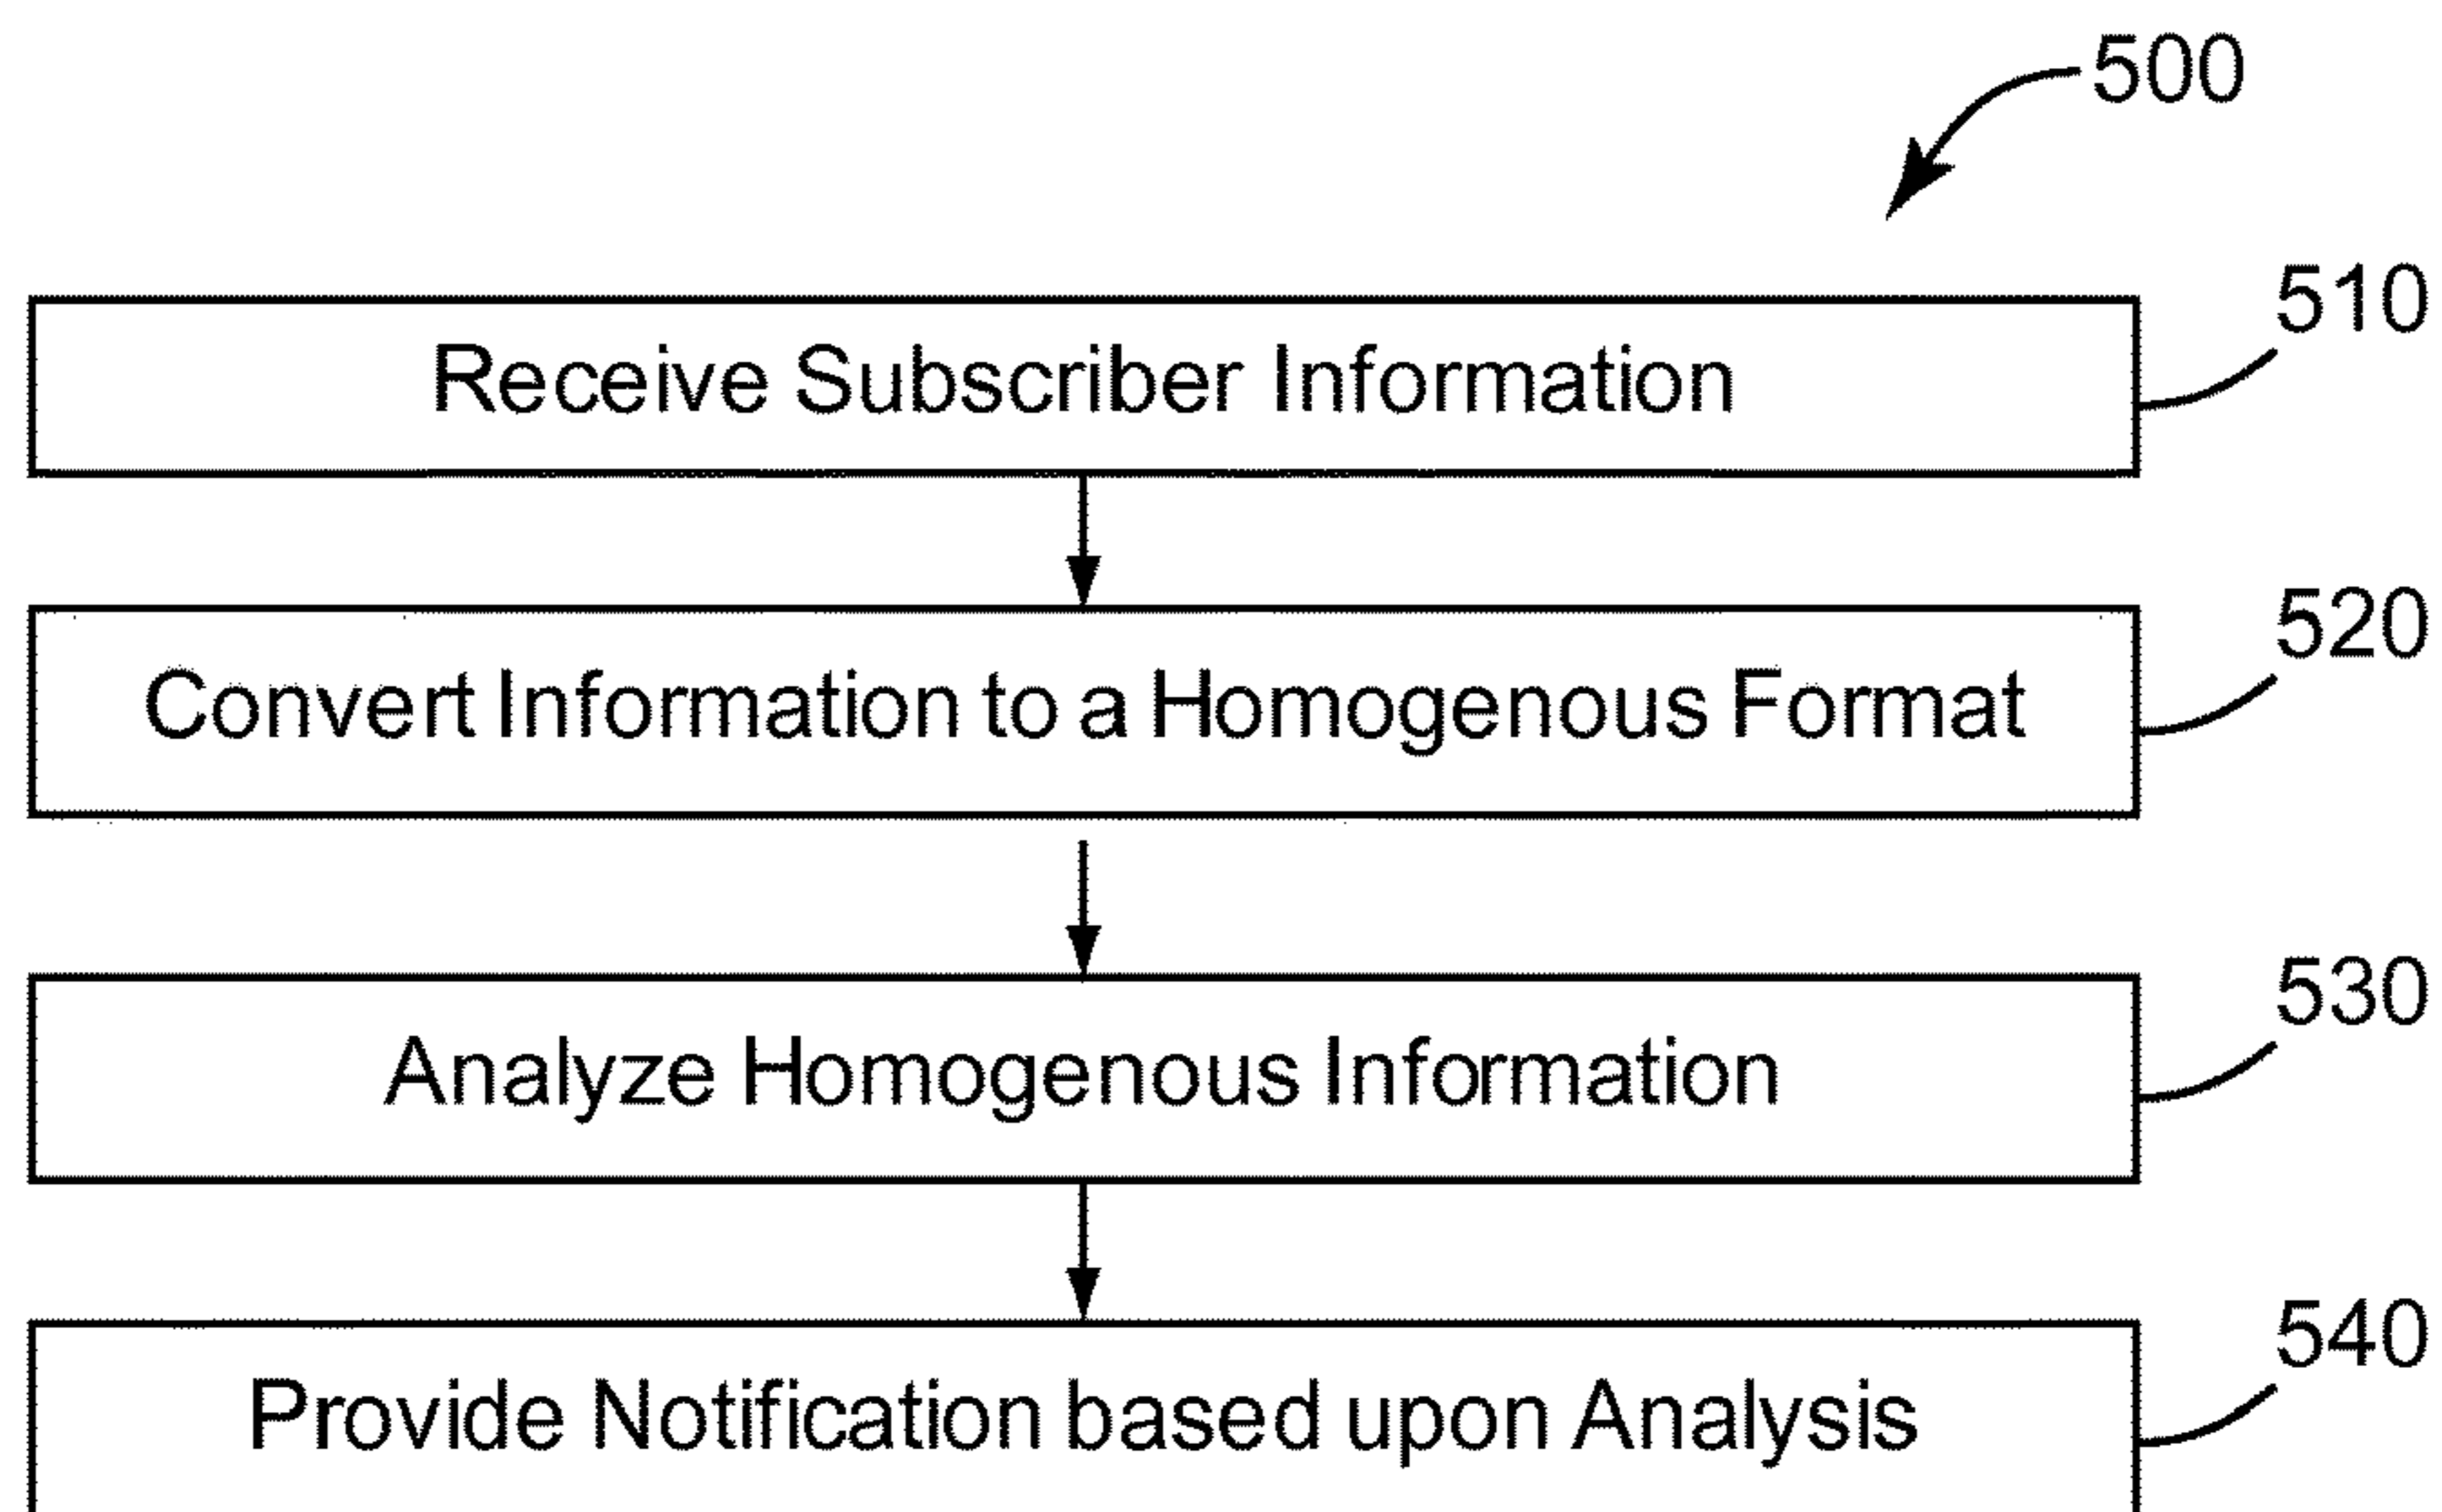 500
510
Receive Subscriber Information
520
Convert Information to a Homogenous Format
530
Analyze Homogenous Information
540
Provide Notification based upon Analysis